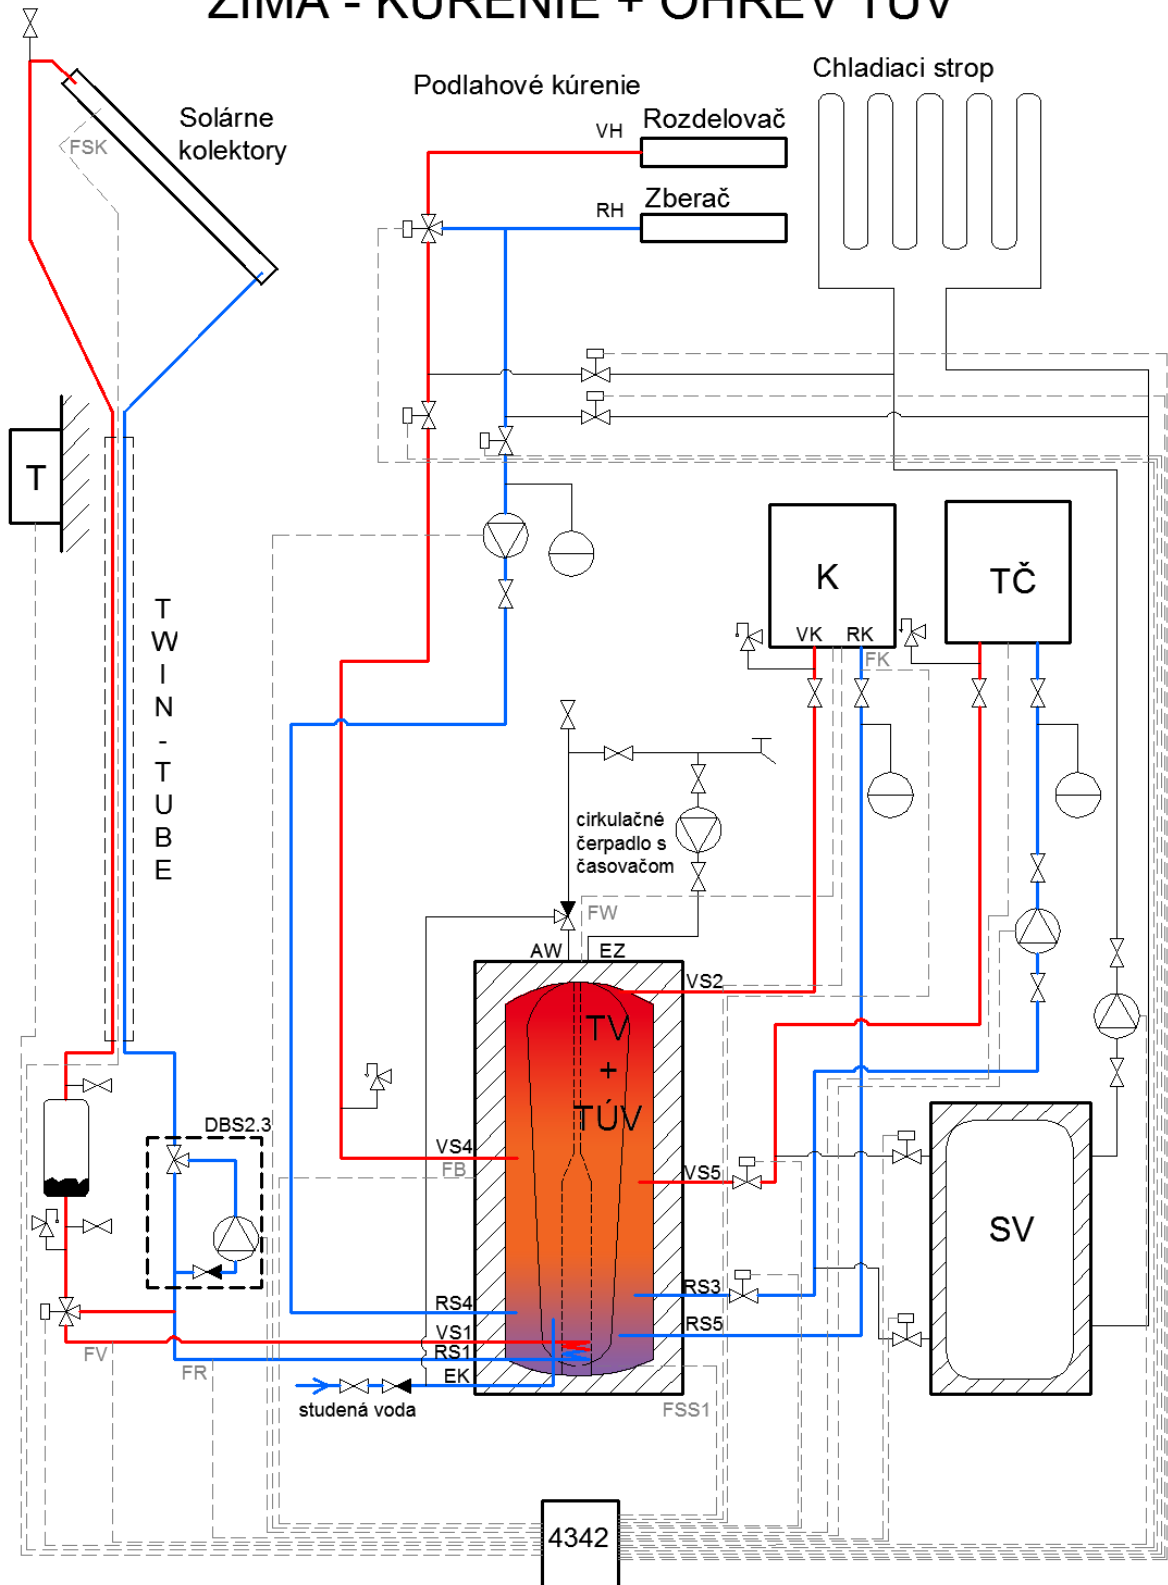 ZIMA - KÚRENIE + OHREV TÚV
Podlahové kúrenie
Chladiaci strop
Solárne
kolektory
FSK
VH
Rozdelovač
RH
Zberač
T
K
TČ
VK
RK
FK
TWIN-TUBE
cirkulačné
čerpadlo s
časovačom
FW
AW
EZ
VS2
TV
+
TÚV
DBS2.3
VS4
FB
VS5
SV
RS3
RS4
RS5
VS1
RS1
FV
FR
EK
studená voda
FSS1
4342